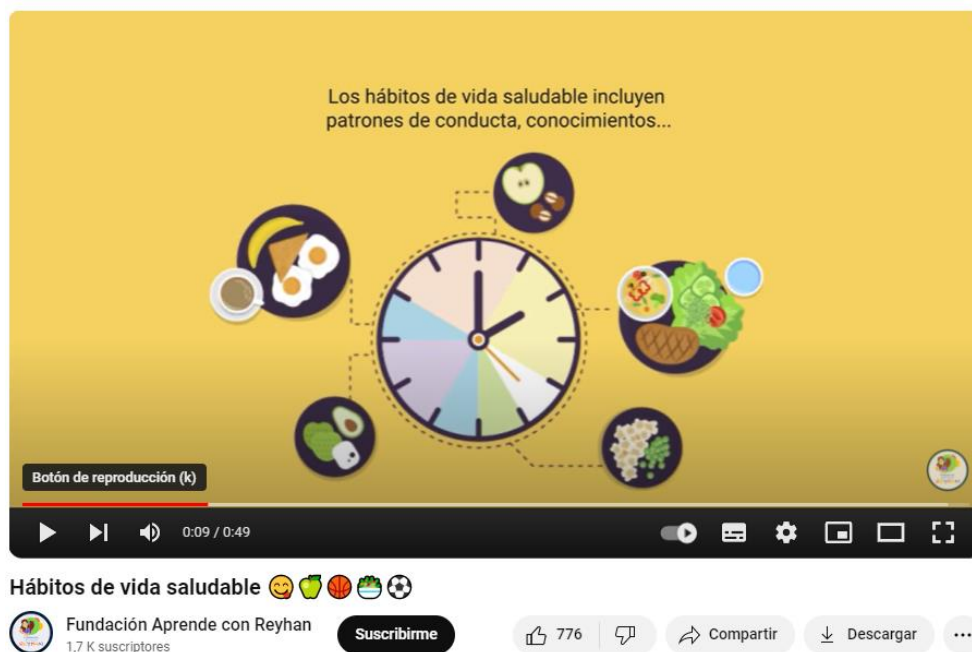 Los hábitos de vida saludable incluyen
patrones de conducta, conocimientos...
Botón de reproducción (k)
0:09 / 0:49
Hábitos de vida saludable 😋🍏🏀🥗⚽
Fundación Aprende con Reyhan
1.7 K suscriptores
Suscribirme
776
Compartir
Descargar